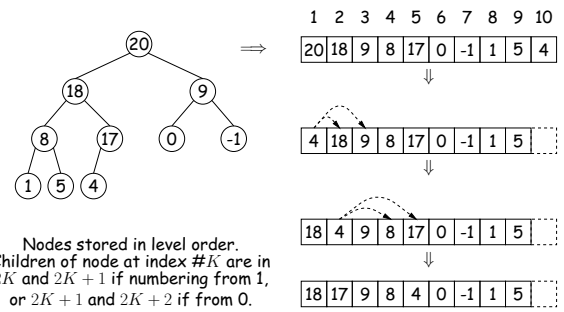 1 2 3 4 5 6 7 8 9 10
20 ⟹ 20 18 9 8 17 0 -1 1 5 4
⇓
18 9
8 17 0 -1
4 18 9 8 17 0 -1 1 5
1 5 4
⇓
18 4 9 8 17 0 -1 1 5
⇓
18 17 9 8 4 0 -1 1 5
Nodes stored in level order.
hildren of node at index #K are in
K and 2K + 1 if numbering from 1,
or 2K + 1 and 2K + 2 if from 0.